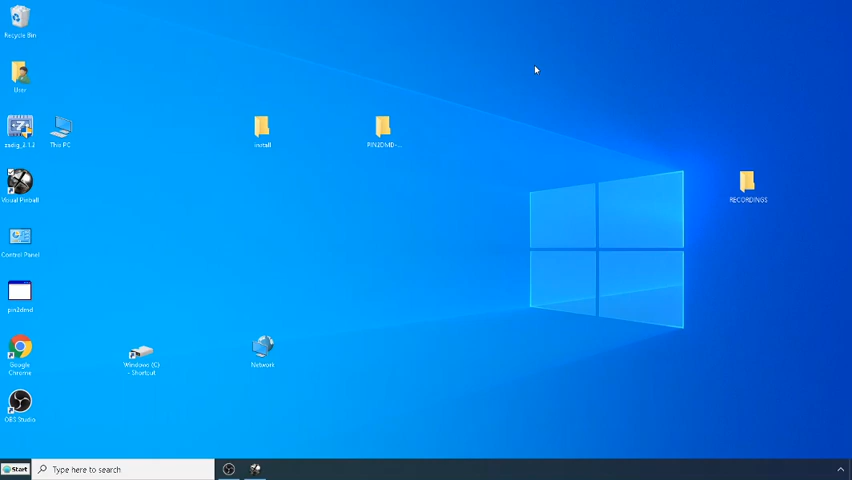 Recycle Bin
zadig_2.1.2
This PC
install
PIN2DMD-...
Visual Pinball
RECORDINGS
Control Panel
pin2dmd
Google
Chrome
Windows (C)
- Shortcut
Network
OBS Studio
Start
Type here to search